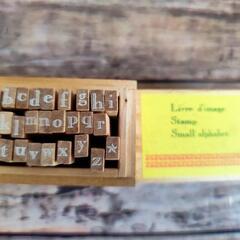 b c d e f g h i
l m n o p q r
t u v w x y z ★
Livre d'image
Stamp
Small alphabet